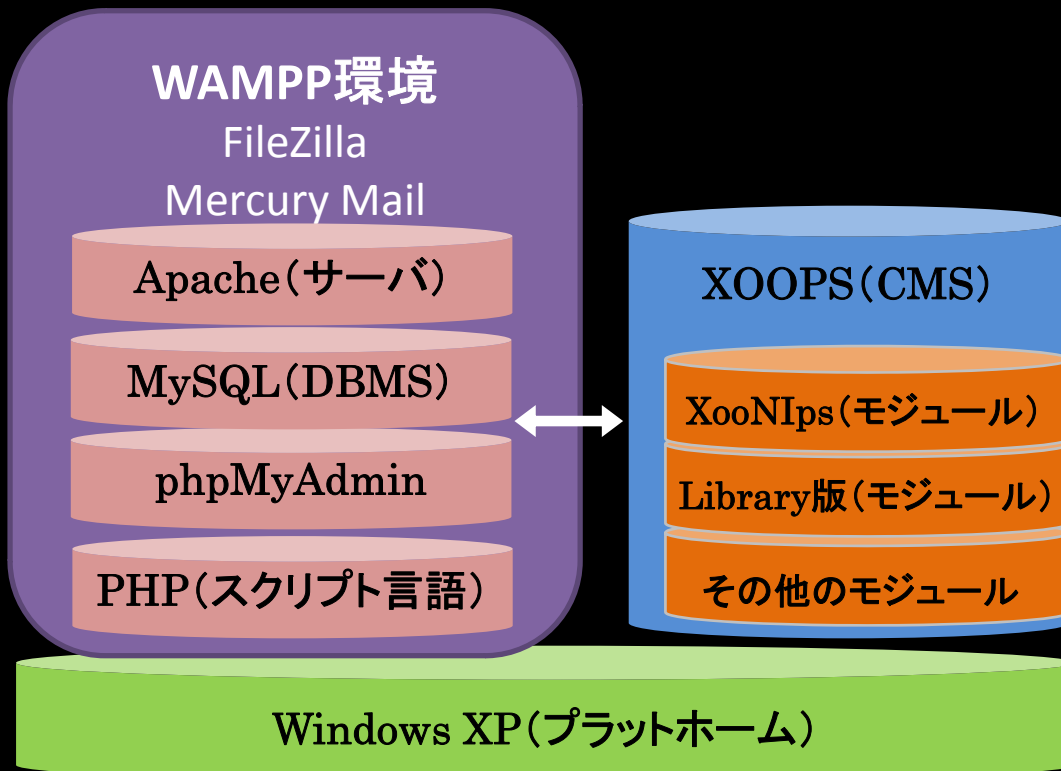 WAMPP環境
FileZilla
Mercury Mail
Apache(サーバ)
MySQL(DBMS)
phpMyAdmin
PHP(スクリプト言語)
XOOPS(CMS)
XooNIps(モジュール)
Library版(モジュール)
その他のモジュール
Windows XP(プラットホーム)